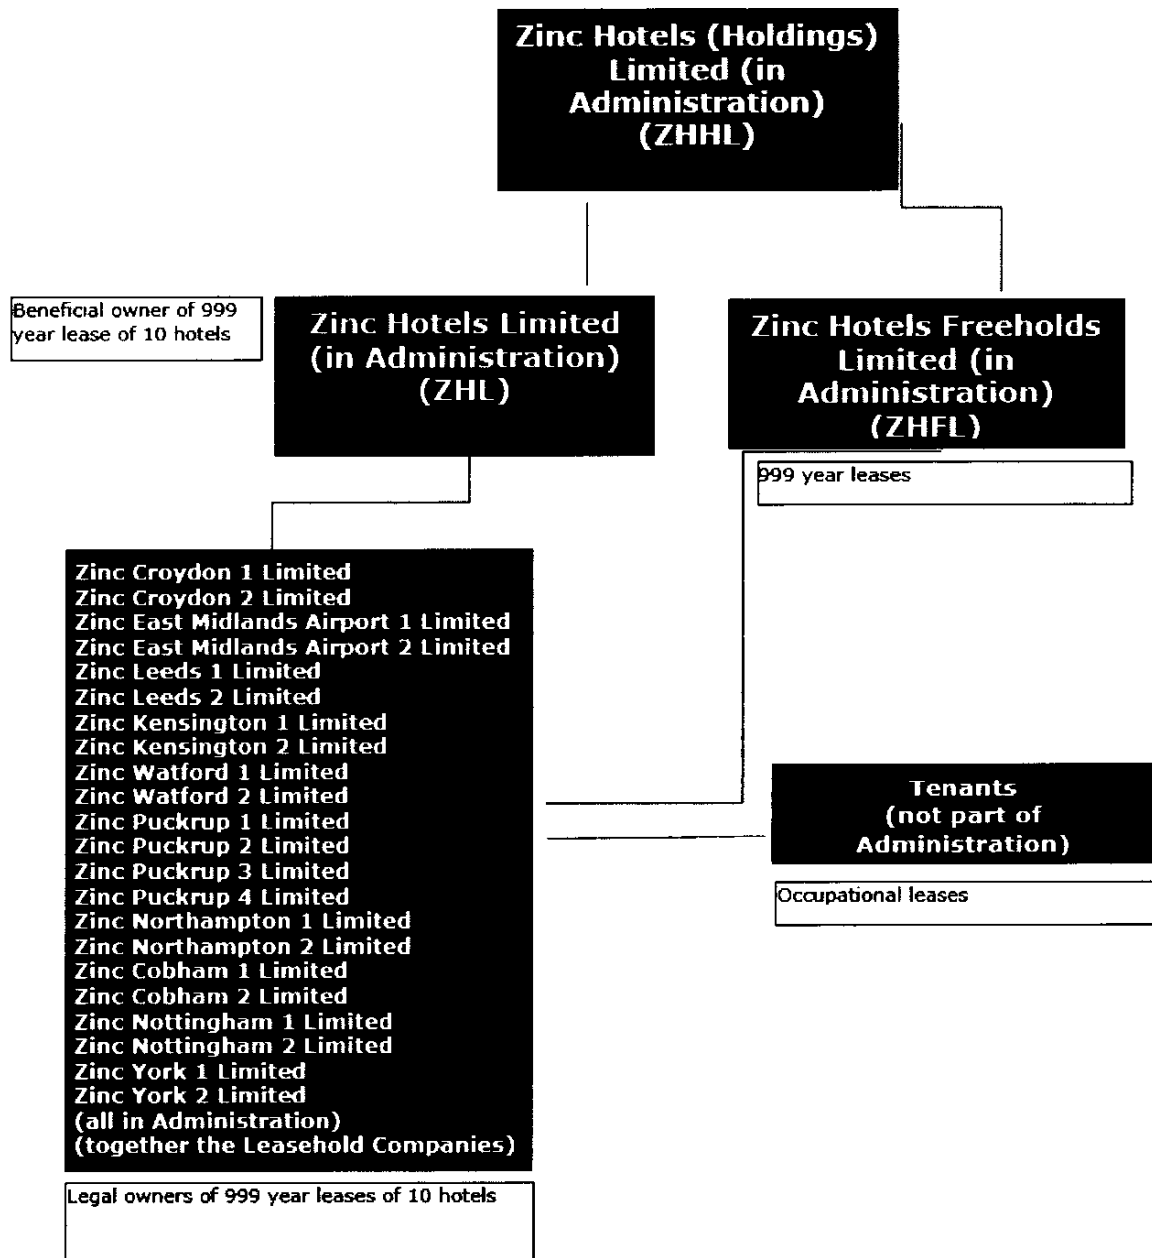 Zinc Hotels (Holdings)
Limited (in
Administration)
(ZHHL)
Beneficial owner of 999
year lease of 10 hotels
Zinc Hotels Limited
(in Administration)
(ZHL)
Zinc Hotels Freeholds
Limited (in
Administration)
(ZHFL)
999 year leases
Zinc Croydon 1 Limited
Zinc Croydon 2 Limited
Zinc East Midlands Airport 1 Limited
Zinc East Midlands Airport 2 Limited
Zinc Leeds 1 Limited
Zinc Leeds 2 Limited
Zinc Kensington 1 Limited
Zinc Kensington 2 Limited
Zinc Watford 1 Limited
Zinc Watford 2 Limited
Zinc Puckrup 1 Limited
Zinc Puckrup 2 Limited
Zinc Puckrup 3 Limited
Zinc Puckrup 4 Limited
Zinc Northampton 1 Limited
Zinc Northampton 2 Limited
Zinc Cobham 1 Limited
Zinc Cobham 2 Limited
Zinc Nottingham 1 Limited
Zinc Nottingham 2 Limited
Zinc York 1 Limited
Zinc York 2 Limited
(all in Administration)
(together the Leasehold Companies)
Legal owners of 999 year leases of 10 hotels
Tenants
(not part of
Administration)
Occupational leases